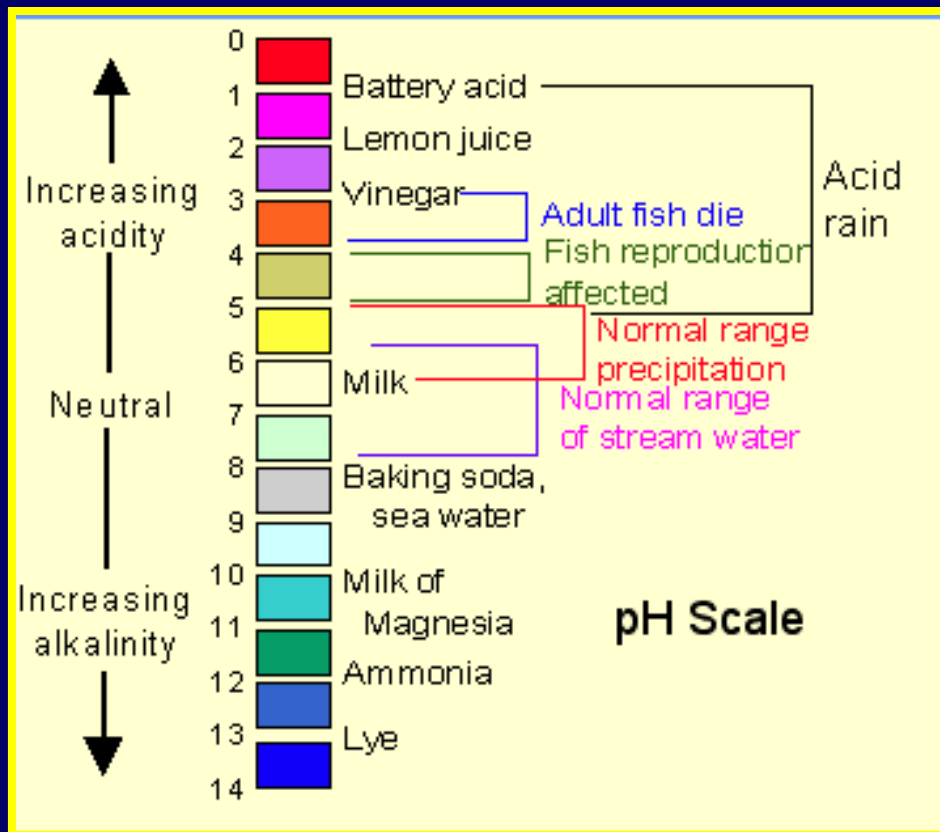 0
1
2
3
4
5
6
7
8
9
10
11
12
13
14
Increasing
acidity
Neutral
Increasing
alkalinity
Battery acid
Lemon juice
Vinegar
Milk
Baking soda,
sea water
Milk of
Magnesia
Ammonia
Lye
Adult fish die
Fish reproduction
affected
Normal range
precipitation
Normal range
of stream water
Acid
rain
pH Scale